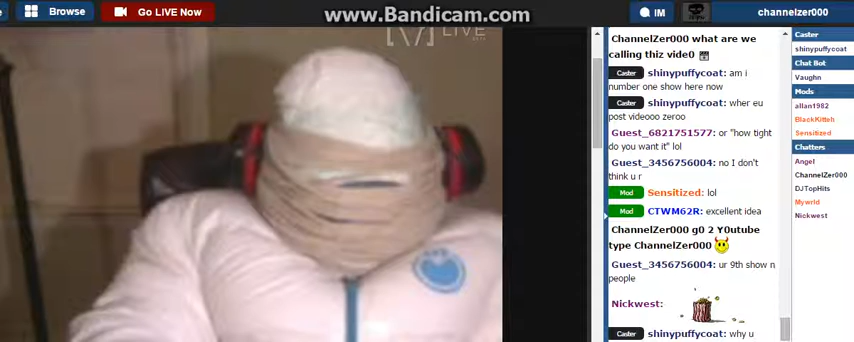 www.Bandicam.com
Browse
Go LIVE Now
IM
channelzer000
[V] LIVE
ChannelZer000 what are we
calling thiz vide0
Caster shinypuffycoat: am i
number one show here now
Caster shinypuffycoat: wher eu
post videooo zeroo
Guest_6821751577: or "how tight
do you want it" lol
Guest_3456756004: no I don't
think u r
Mod Sensitized: lol
Mod CTWM62R: excellent idea
ChannelZer000 g0 2 Y0utube
type ChannelZer000
Guest_3456756004: ur 9th show n
people
Nickwest:
Caster shinypuffycoat: why u
Caster
shinypuffycoat
Chat Bot
Vaughn
Mods
allan1982
BlackKitteh
Sensitized
Chatters
Angel
ChannelZer000
DJTopHits
Mywrld
Nickwest